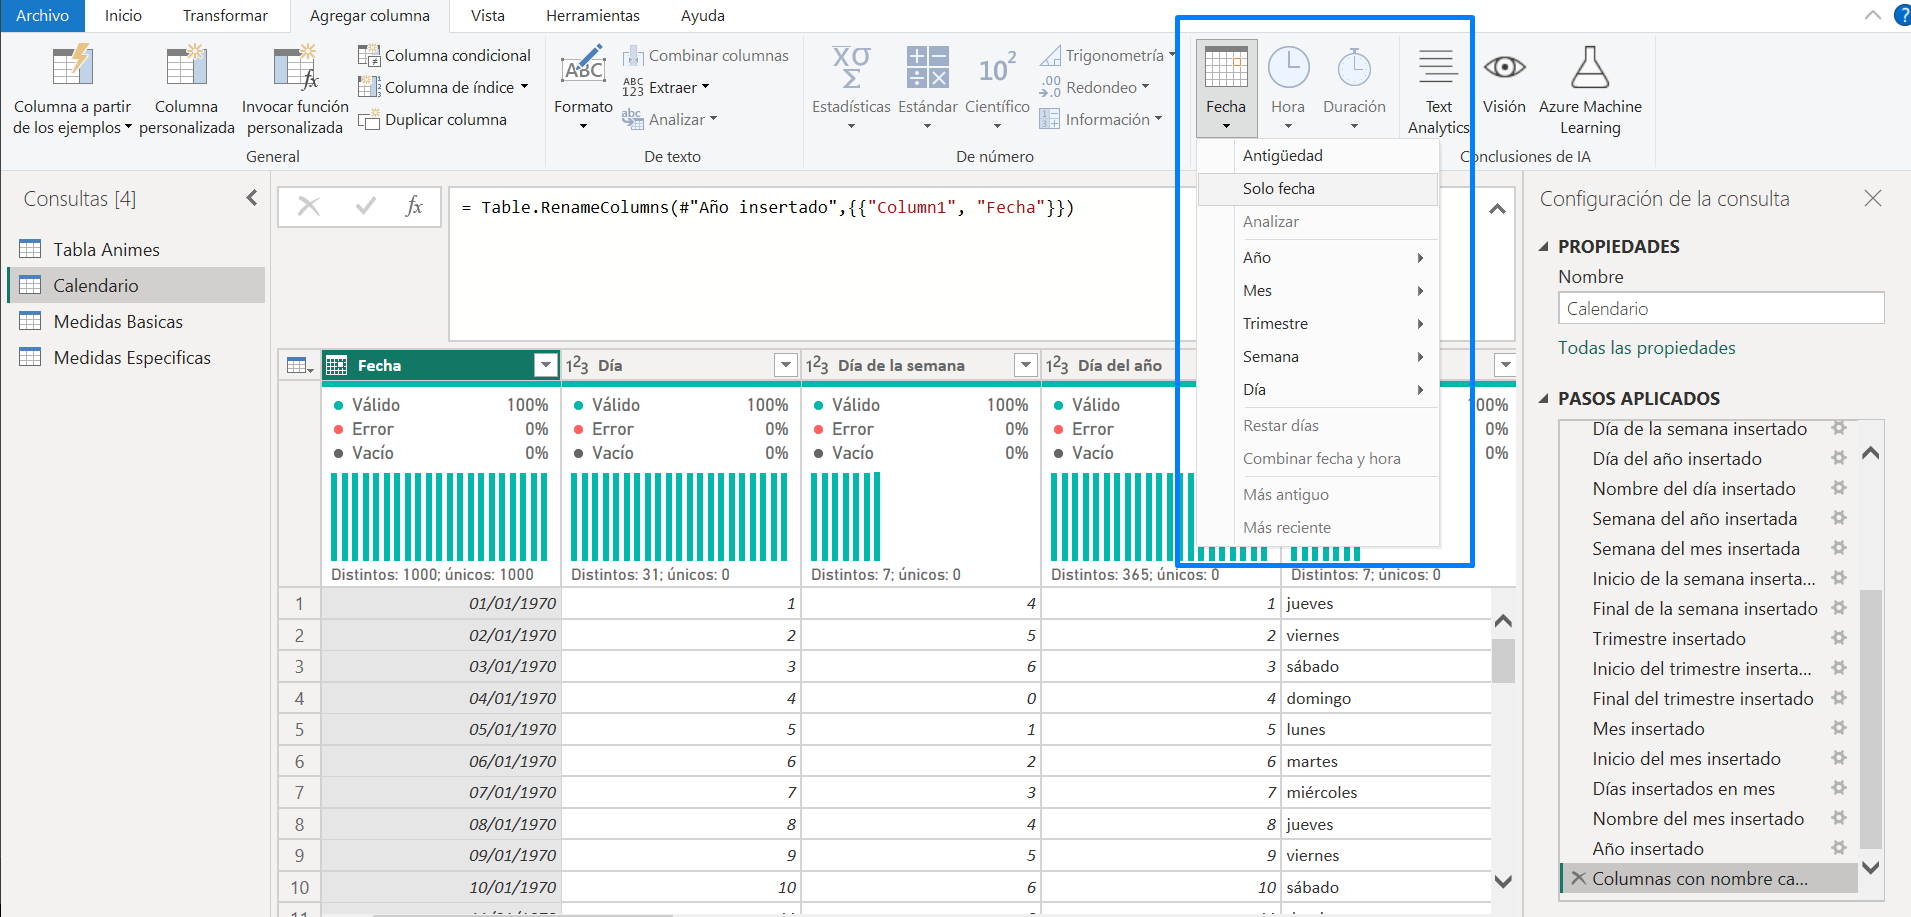 Archivo Inicio Transformar Agregar columna Vista Herramientas Ayuda
Columna a partir de los ejemplos
Columna personalizada
Invocar función personalizada
Columna condicional
Columna de índice
Duplicar columna
General
ABC
Formato
Combinar columnas
ABC 123 Extraer
abc Analizar
De texto
XO Σ
Estadísticas
Estándar
10²
Científico
Trigonometría
.00 →.0 Redondeo
Información
De número
Fecha
Hora
Duración
Text Analytics
Visión
Azure Machine Learning
Conclusiones de IA
Antigüedad
Solo fecha
Analizar
Año
Mes
Trimestre
Semana
Día
Restar días
Combinar fecha y hora
Más antiguo
Más reciente
Consultas [4]
Tabla Animes
Calendario
Medidas Basicas
Medidas Especificas
fx
= Table.RenameColumns(#"Año insertado",{{"Column1", "Fecha"}})
Fecha 123 Día 123 Día de la semana 123 Día del año
Válido 100% Válido 100% Válido 100% Válido 100%
Error 0% Error 0% Error 0% Error 0%
Vacío 0% Vacío 0% Vacío 0% Vacío 0%
Distintos: 1000; únicos: 1000 Distintos: 31; únicos: 0 Distintos: 7; únicos: 0 Distintos: 365; únicos: 0 Distintos: 7; únicos: 0
1 01/01/1970 1 4 1 jueves
2 02/01/1970 2 5 2 viernes
3 03/01/1970 3 6 3 sábado
4 04/01/1970 4 0 4 domingo
5 05/01/1970 5 1 5 lunes
6 06/01/1970 6 2 6 martes
7 07/01/1970 7 3 7 miércoles
8 08/01/1970 8 4 8 jueves
9 09/01/1970 9 5 9 viernes
10 10/01/1970 10 6 10 sábado
Configuración de la consulta
PROPIEDADES
Nombre
Calendario
Todas las propiedades
PASOS APLICADOS
Día de la semana insertado
Día del año insertado
Nombre del día insertado
Semana del año insertada
Semana del mes insertada
Inicio de la semana inserta...
Final de la semana insertado
Trimestre insertado
Inicio del trimestre inserta...
Final del trimestre insertado
Mes insertado
Inicio del mes insertado
Días insertados en mes
Nombre del mes insertado
Año insertado
Columnas con nombre ca...